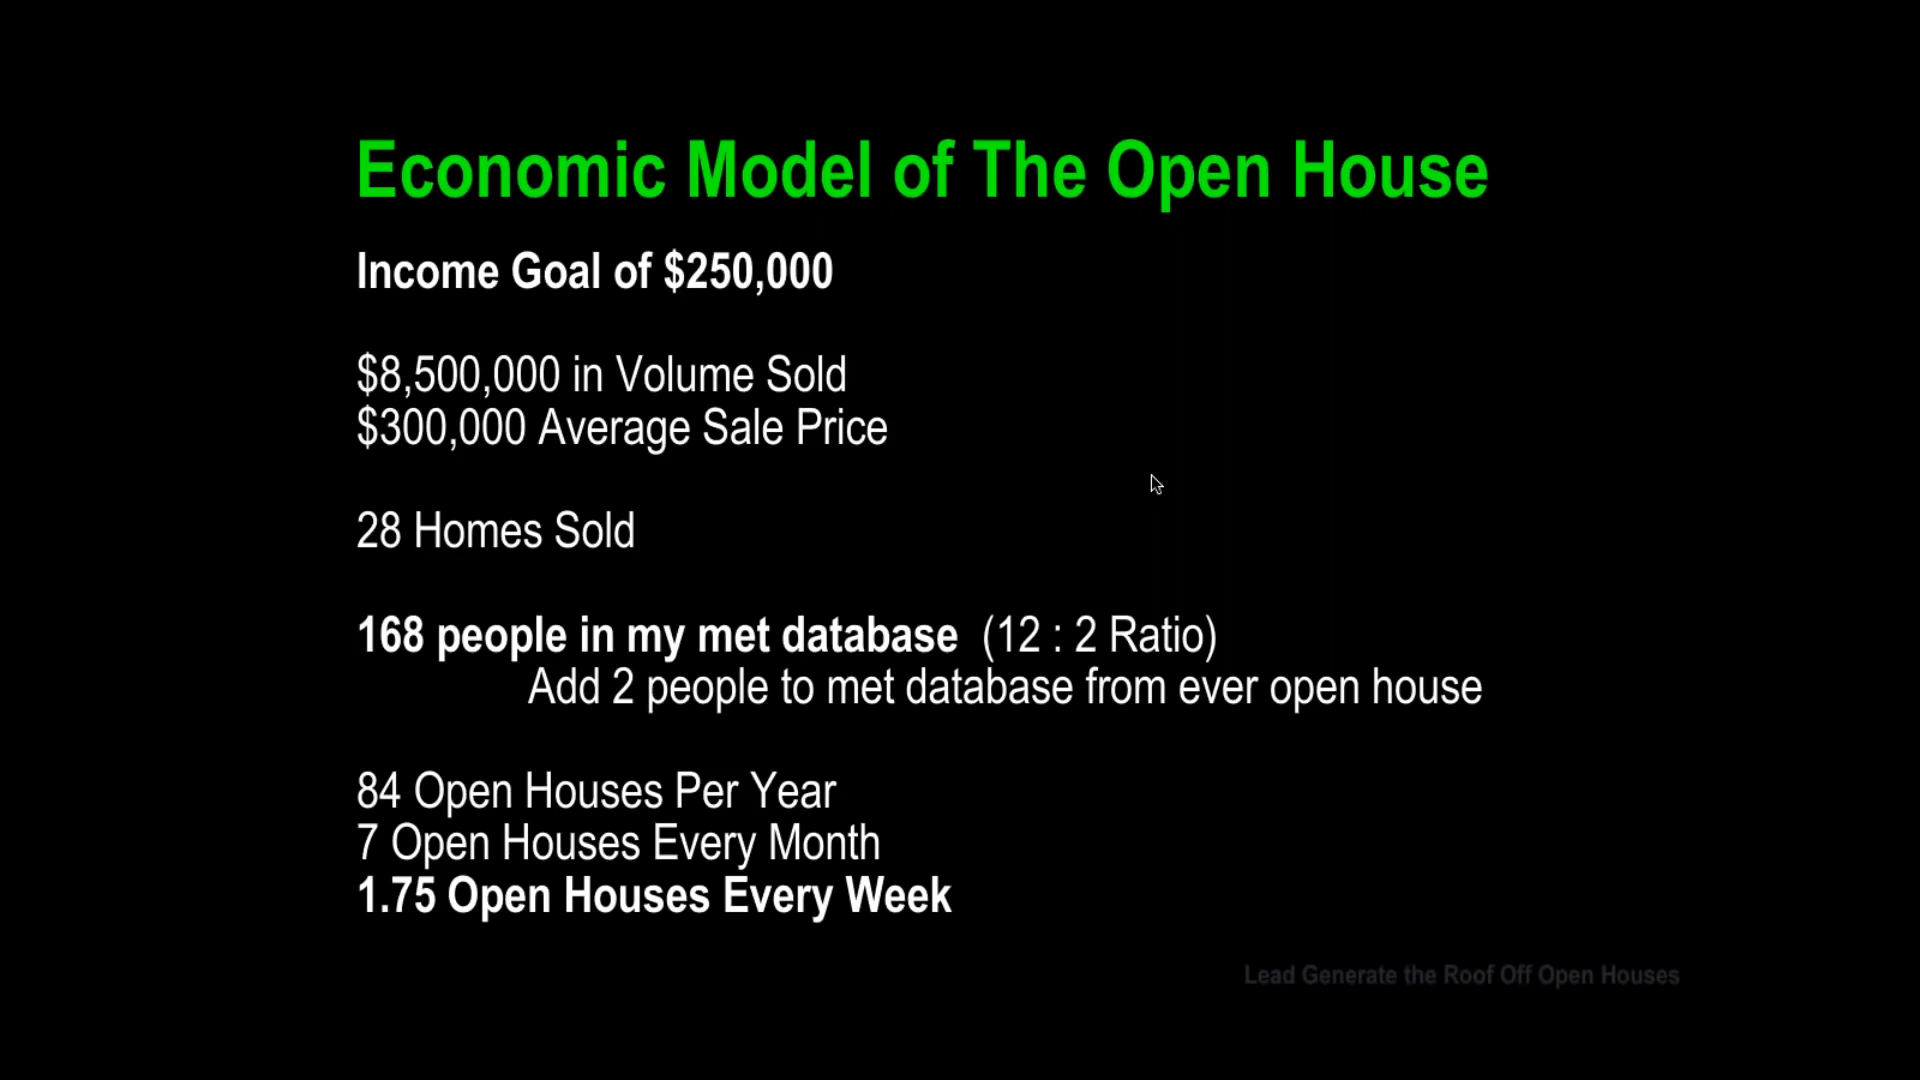 Economic Model of The Open House
Income Goal of $250,000
$8,500,000 in Volume Sold
$300,000 Average Sale Price
28 Homes Sold
168 people in my met database (12 : 2 Ratio)
Add 2 people to met database from ever open house
84 Open Houses Per Year
7 Open Houses Every Month
1.75 Open Houses Every Week
Lead Generate the Roof Off Open Houses